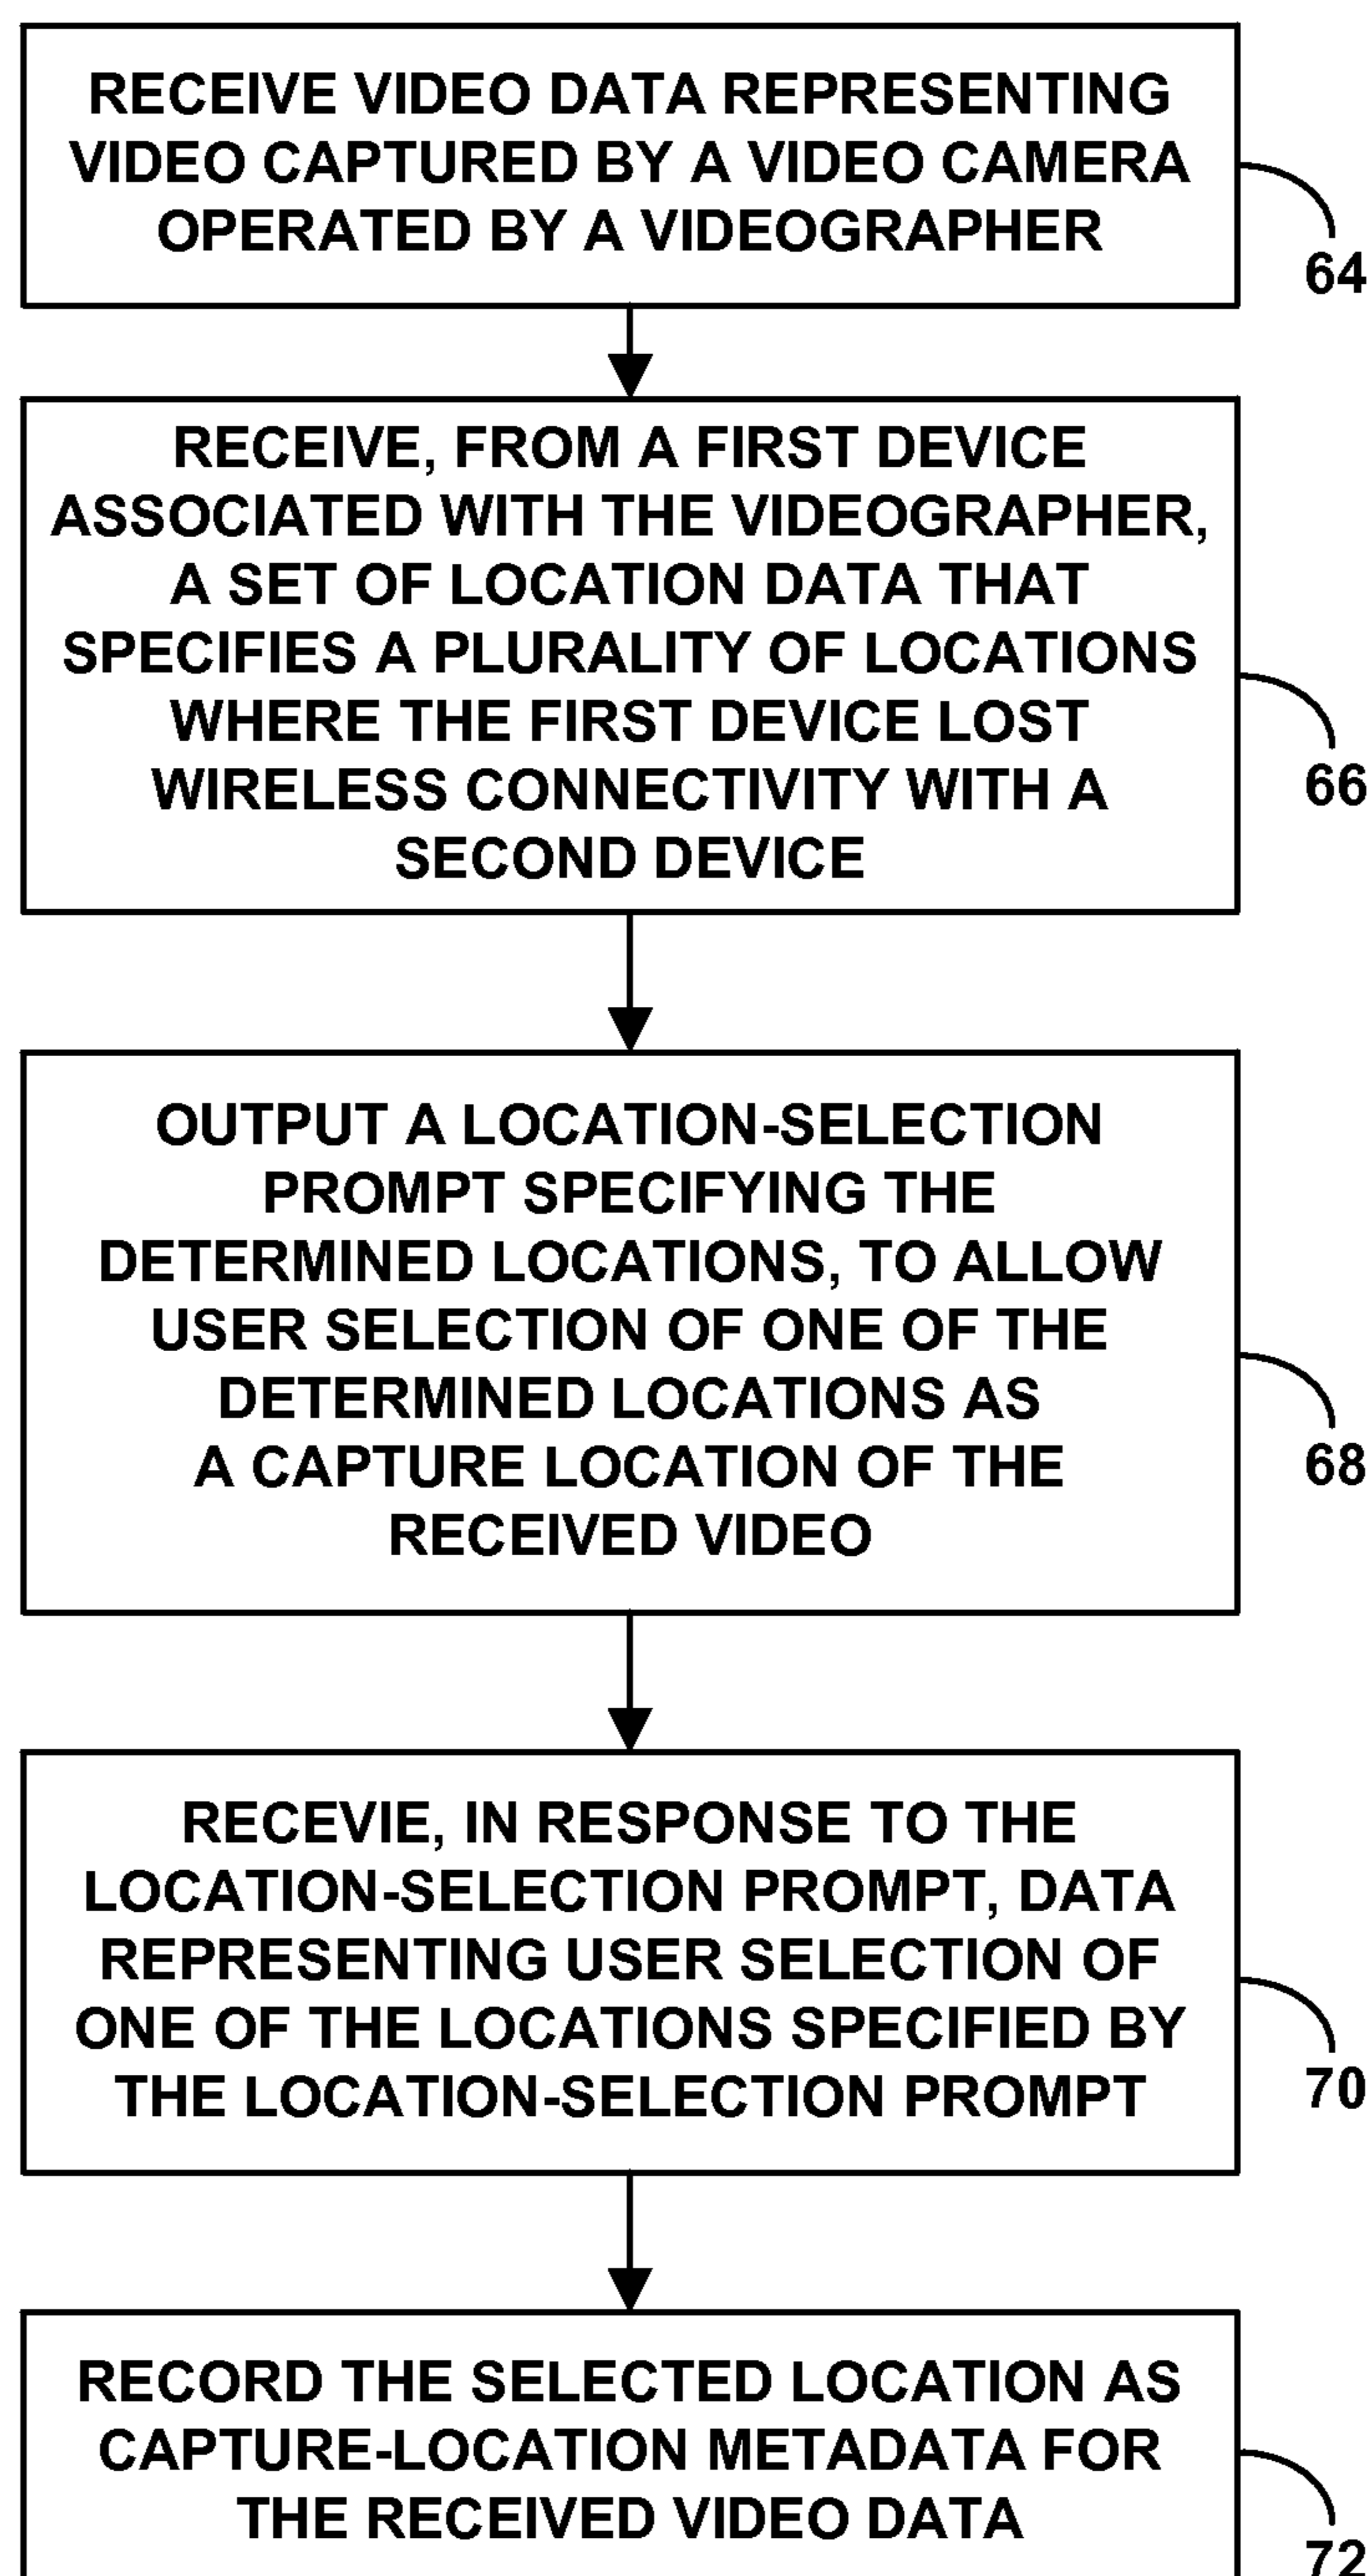 RECEIVE VIDEO DATA REPRESENTING
VIDEO CAPTURED BY A VIDEO CAMERA
OPERATED BY A VIDEOGRAPHER
64
RECEIVE, FROM A FIRST DEVICE
ASSOCIATED WITH THE VIDEOGRAPHER,
A SET OF LOCATION DATA THAT
SPECIFIES A PLURALITY OF LOCATIONS
WHERE THE FIRST DEVICE LOST
WIRELESS CONNECTIVITY WITH A
SECOND DEVICE
66
OUTPUT A LOCATION-SELECTION
PROMPT SPECIFYING THE
DETERMINED LOCATIONS, TO ALLOW
USER SELECTION OF ONE OF THE
DETERMINED LOCATIONS AS
A CAPTURE LOCATION OF THE
RECEIVED VIDEO
68
RECEVIE, IN RESPONSE TO THE
LOCATION-SELECTION PROMPT, DATA
REPRESENTING USER SELECTION OF
ONE OF THE LOCATIONS SPECIFIED BY
THE LOCATION-SELECTION PROMPT
70
RECORD THE SELECTED LOCATION AS
CAPTURE-LOCATION METADATA FOR
THE RECEIVED VIDEO DATA
72